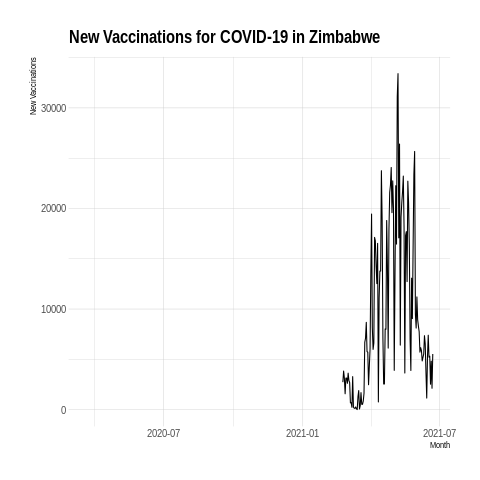 New Vaccinations for COVID-19 in Zimbabwe
New Vaccinations
30000
20000
10000
0
2020-07
2021-01
2021-07
Month